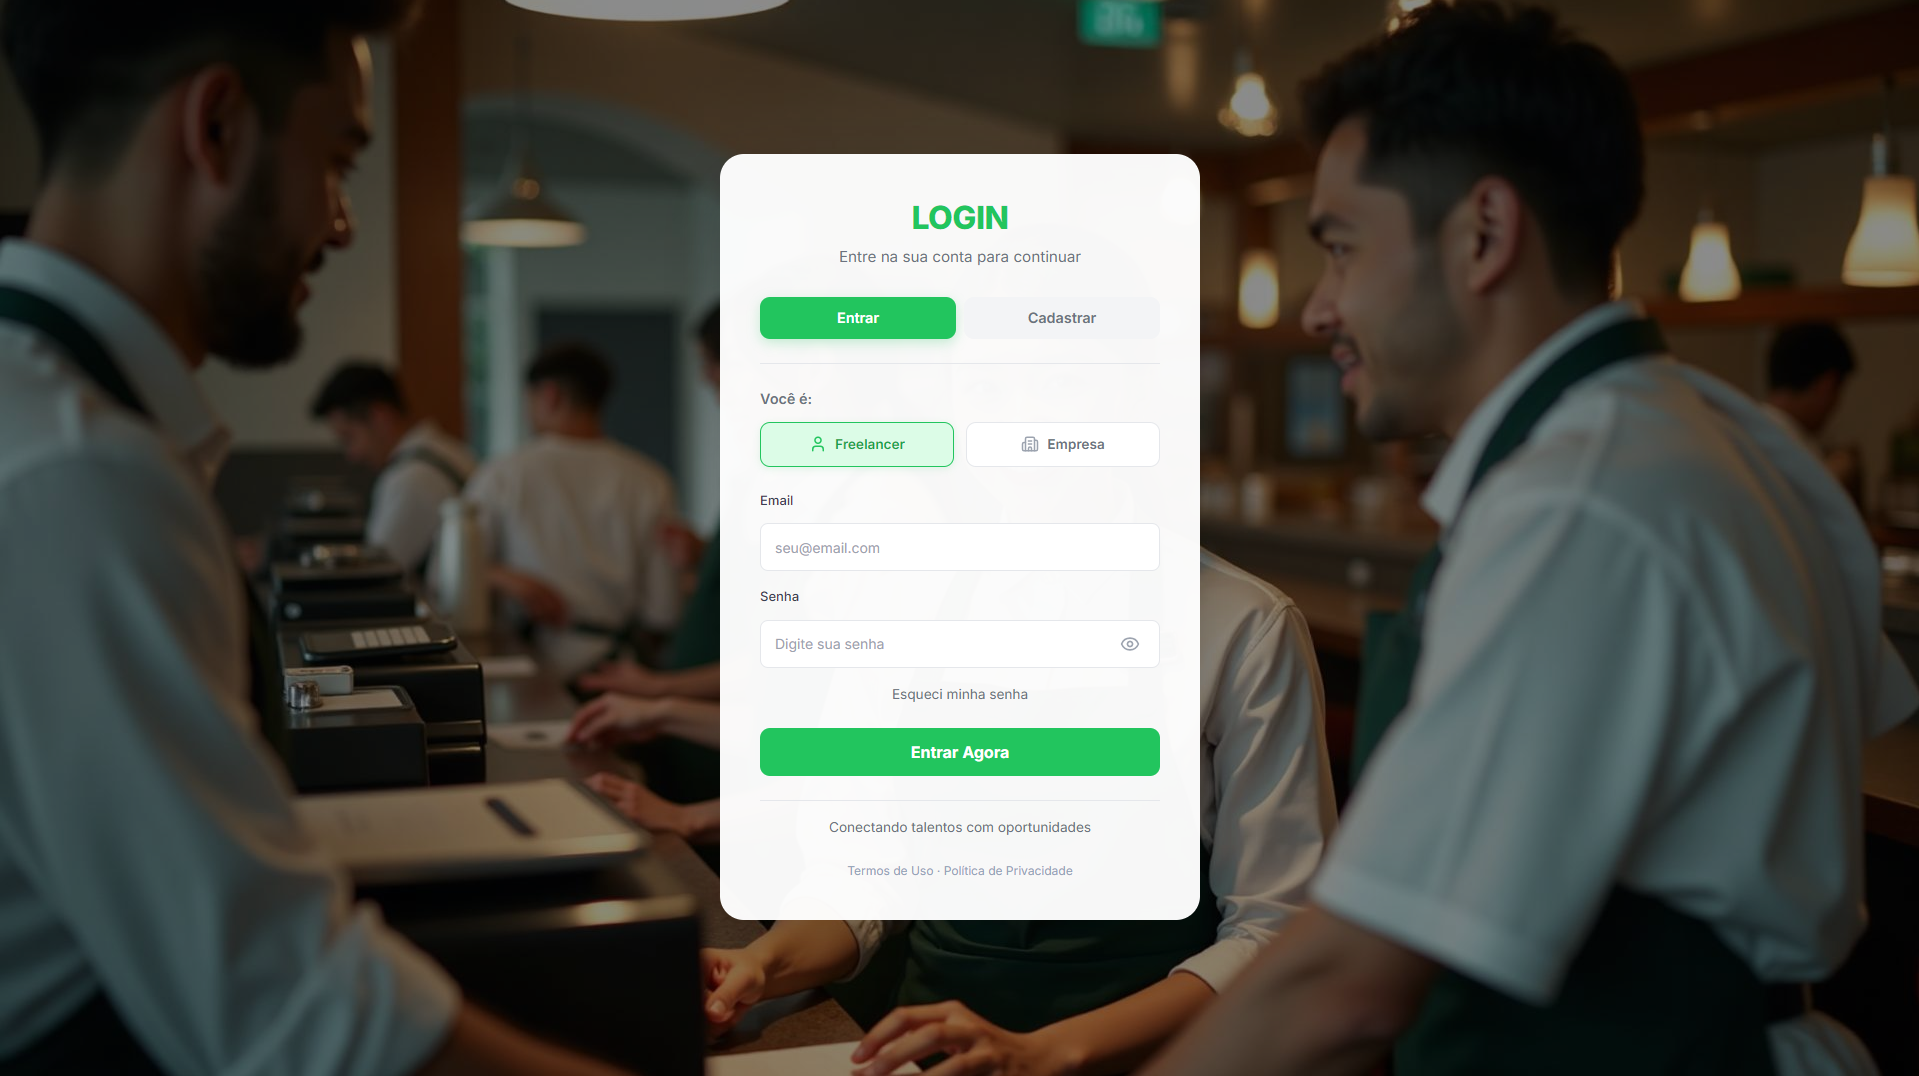 LOGIN
Entre na sua conta para continuar
Entrar
Cadastrar
Você é:
Freelancer
Empresa
Email
seu@email.com
Senha
Digite sua senha
Esqueci minha senha
Entrar Agora
Conectando talentos com oportunidades
Termos de Uso · Política de Privacidade